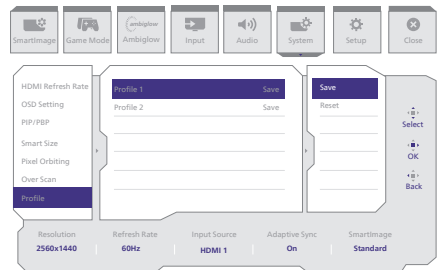 SmartImage
Game Mode
ambiglow
Ambiglow
Input
Audio
System
Setup
Close
HDMI Refresh Rate
OSD Setting
PIP/PBP
Smart Size
Pixel Orbiting
Over Scan
Profile
Profile 1 Save
Profile 2 Save
Save
Reset
Select
OK
Back
Resolution Refresh Rate Input Source Adaptive Sync SmartImage
2560x1440 60Hz HDMI 1 On Standard